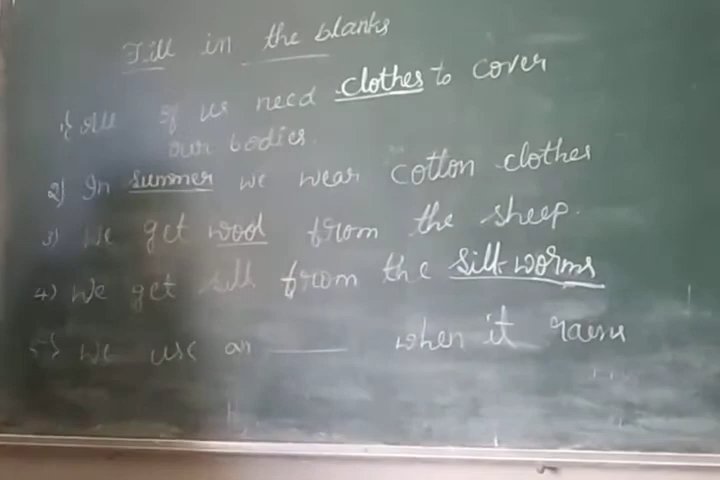 Fill in the blanks
1) All of us need clothes to cover
our bodies.
2) In summer we wear cotton clothes
3) We get wool from the sheep.
4) We get silk from the silk worms
5) We use an ____ when it rains